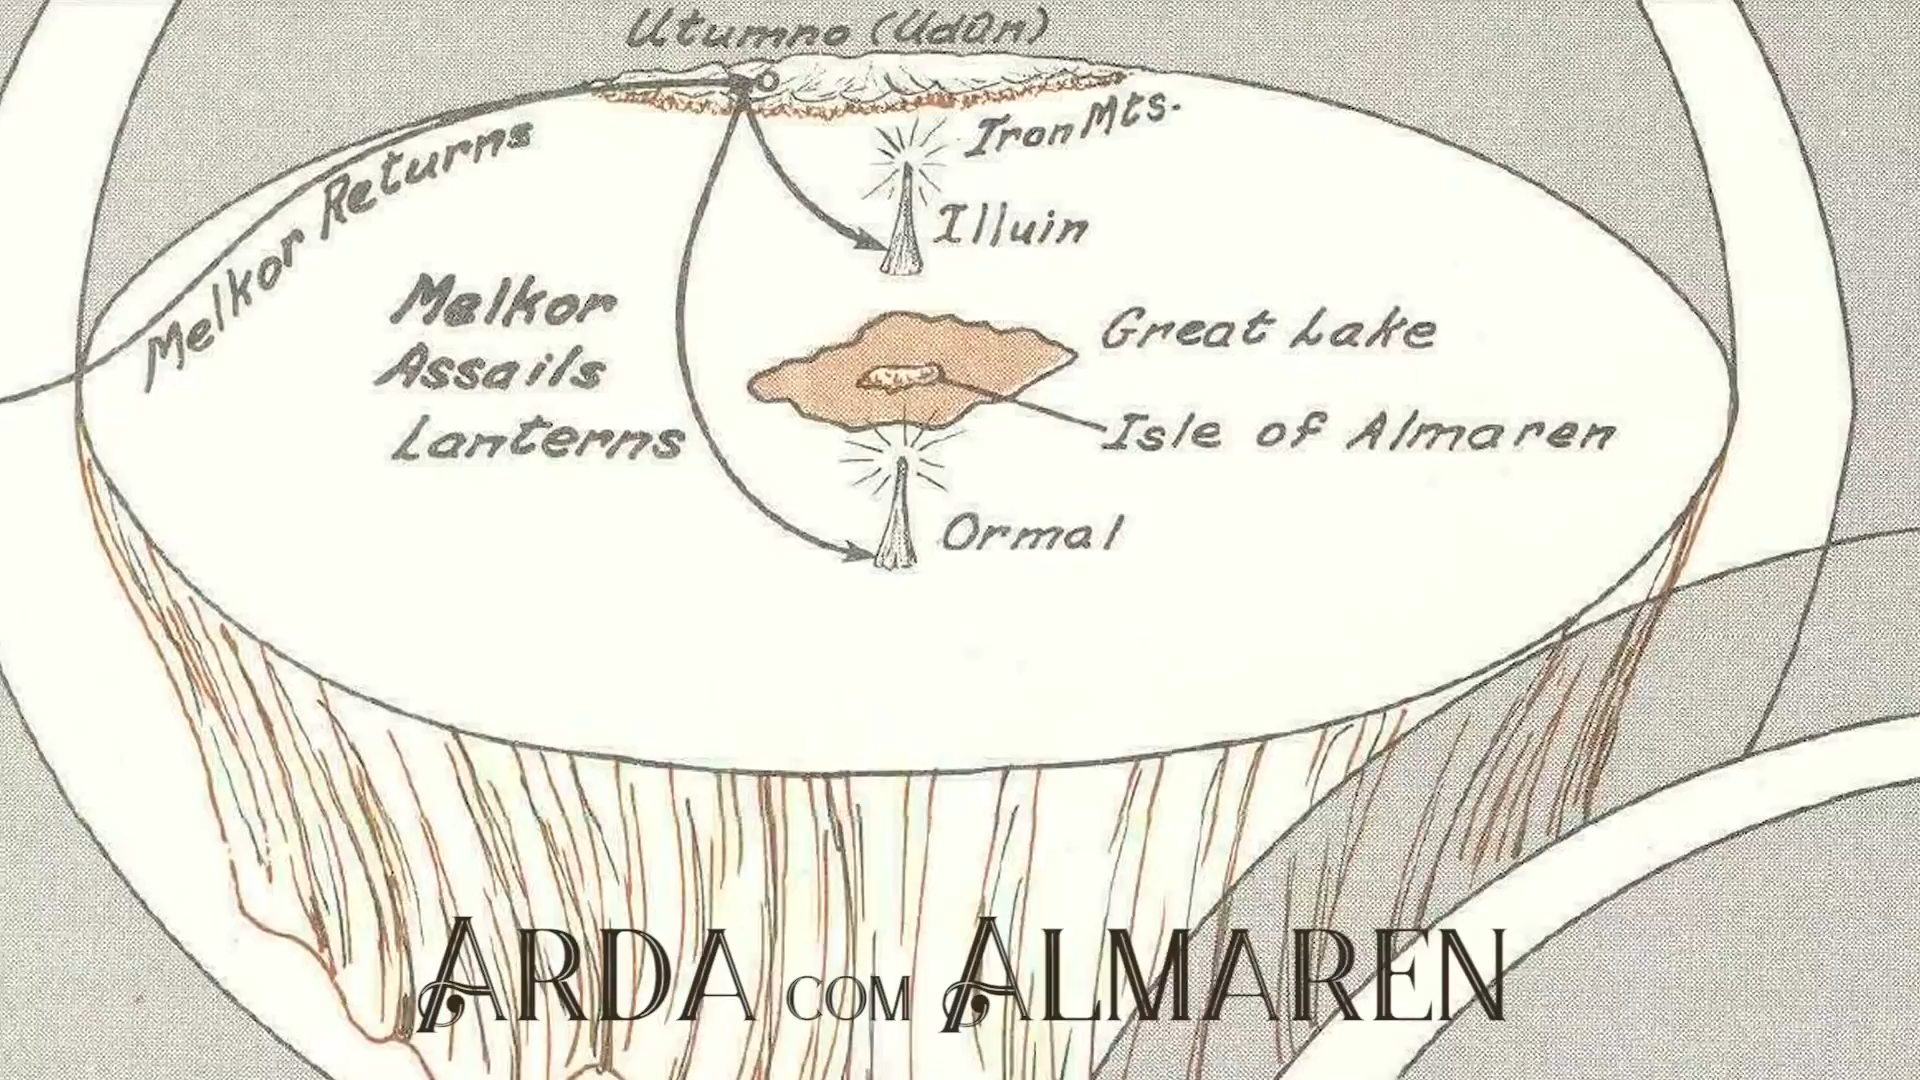 Utumno (Udûn)
Iron Mts.
Melkor Returns
Illuin
Melkor
Assails
Lanterns
Great Lake
Isle of Almaren
Ormal
ARDA COM ALMAREN